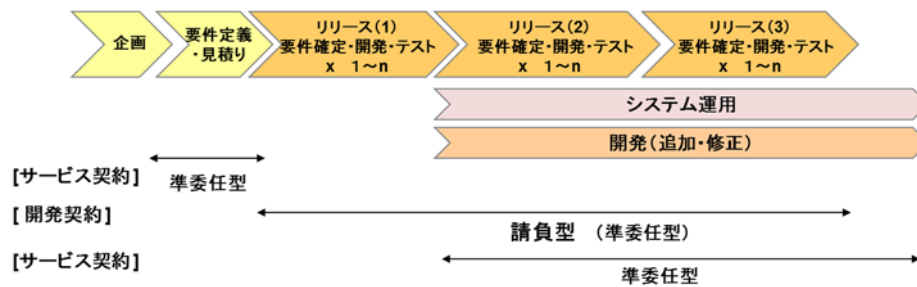 企画
要件定義
・見積り
リリース(1)
要件確定・開発・テスト
x 1～n
リリース(2)
要件確定・開発・テスト
x 1～n
リリース(3)
要件確定・開発・テスト
x 1～n
システム運用
開発(追加・修正)
[サービス契約]
準委任型
[ 開発契約]
請負型 (準委任型)
[サービス契約]
準委任型